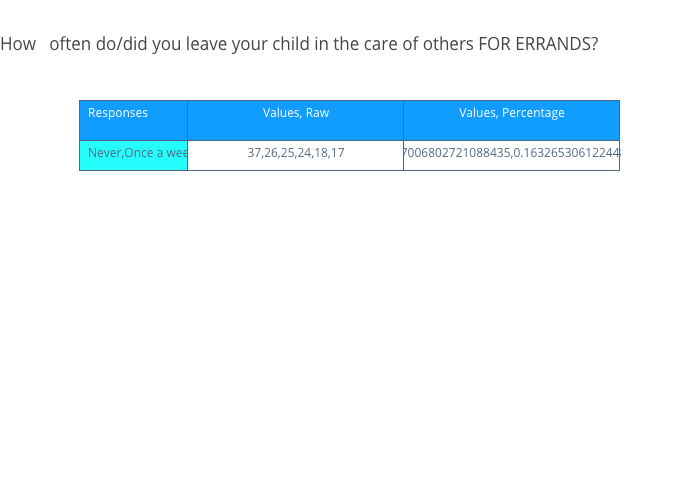 How often do/did you leave your child in the care of others FOR ERRANDS?
Responses Values, Raw Values, Percentage
Never,Once a wee 37,26,25,24,18,17 7006802721088435,0.16326530612244